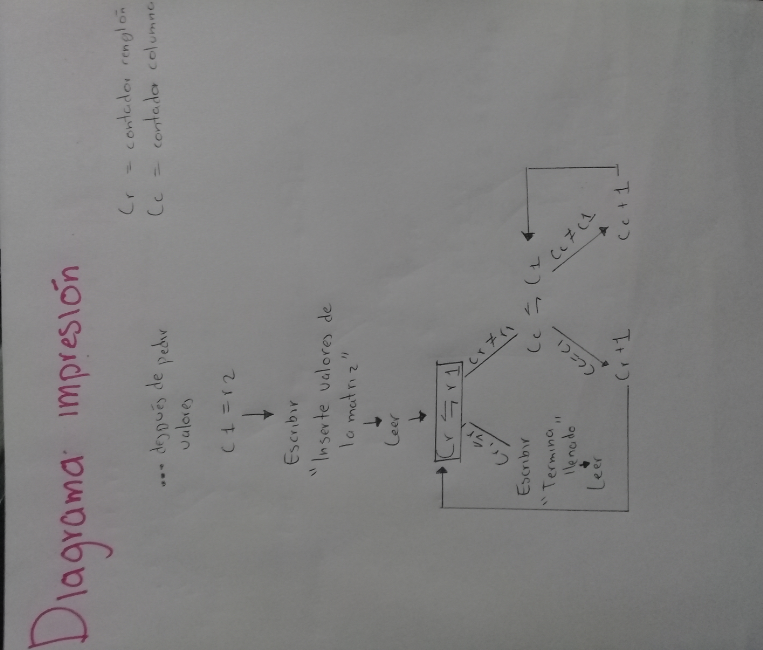 Diagrama impresión
Cr = contador renglón
Cc = contador columna
... después de pedir
valores
C1 = r2
Escribir
"Inserte valores de
la matriz"
Leer
Cr ≤ r1
Cr ≠ r1
Escribir
"Termina
llenado"
Leer
Cc ≤ C1
Cc ≠ C1
Cr + 1
Cc + 1